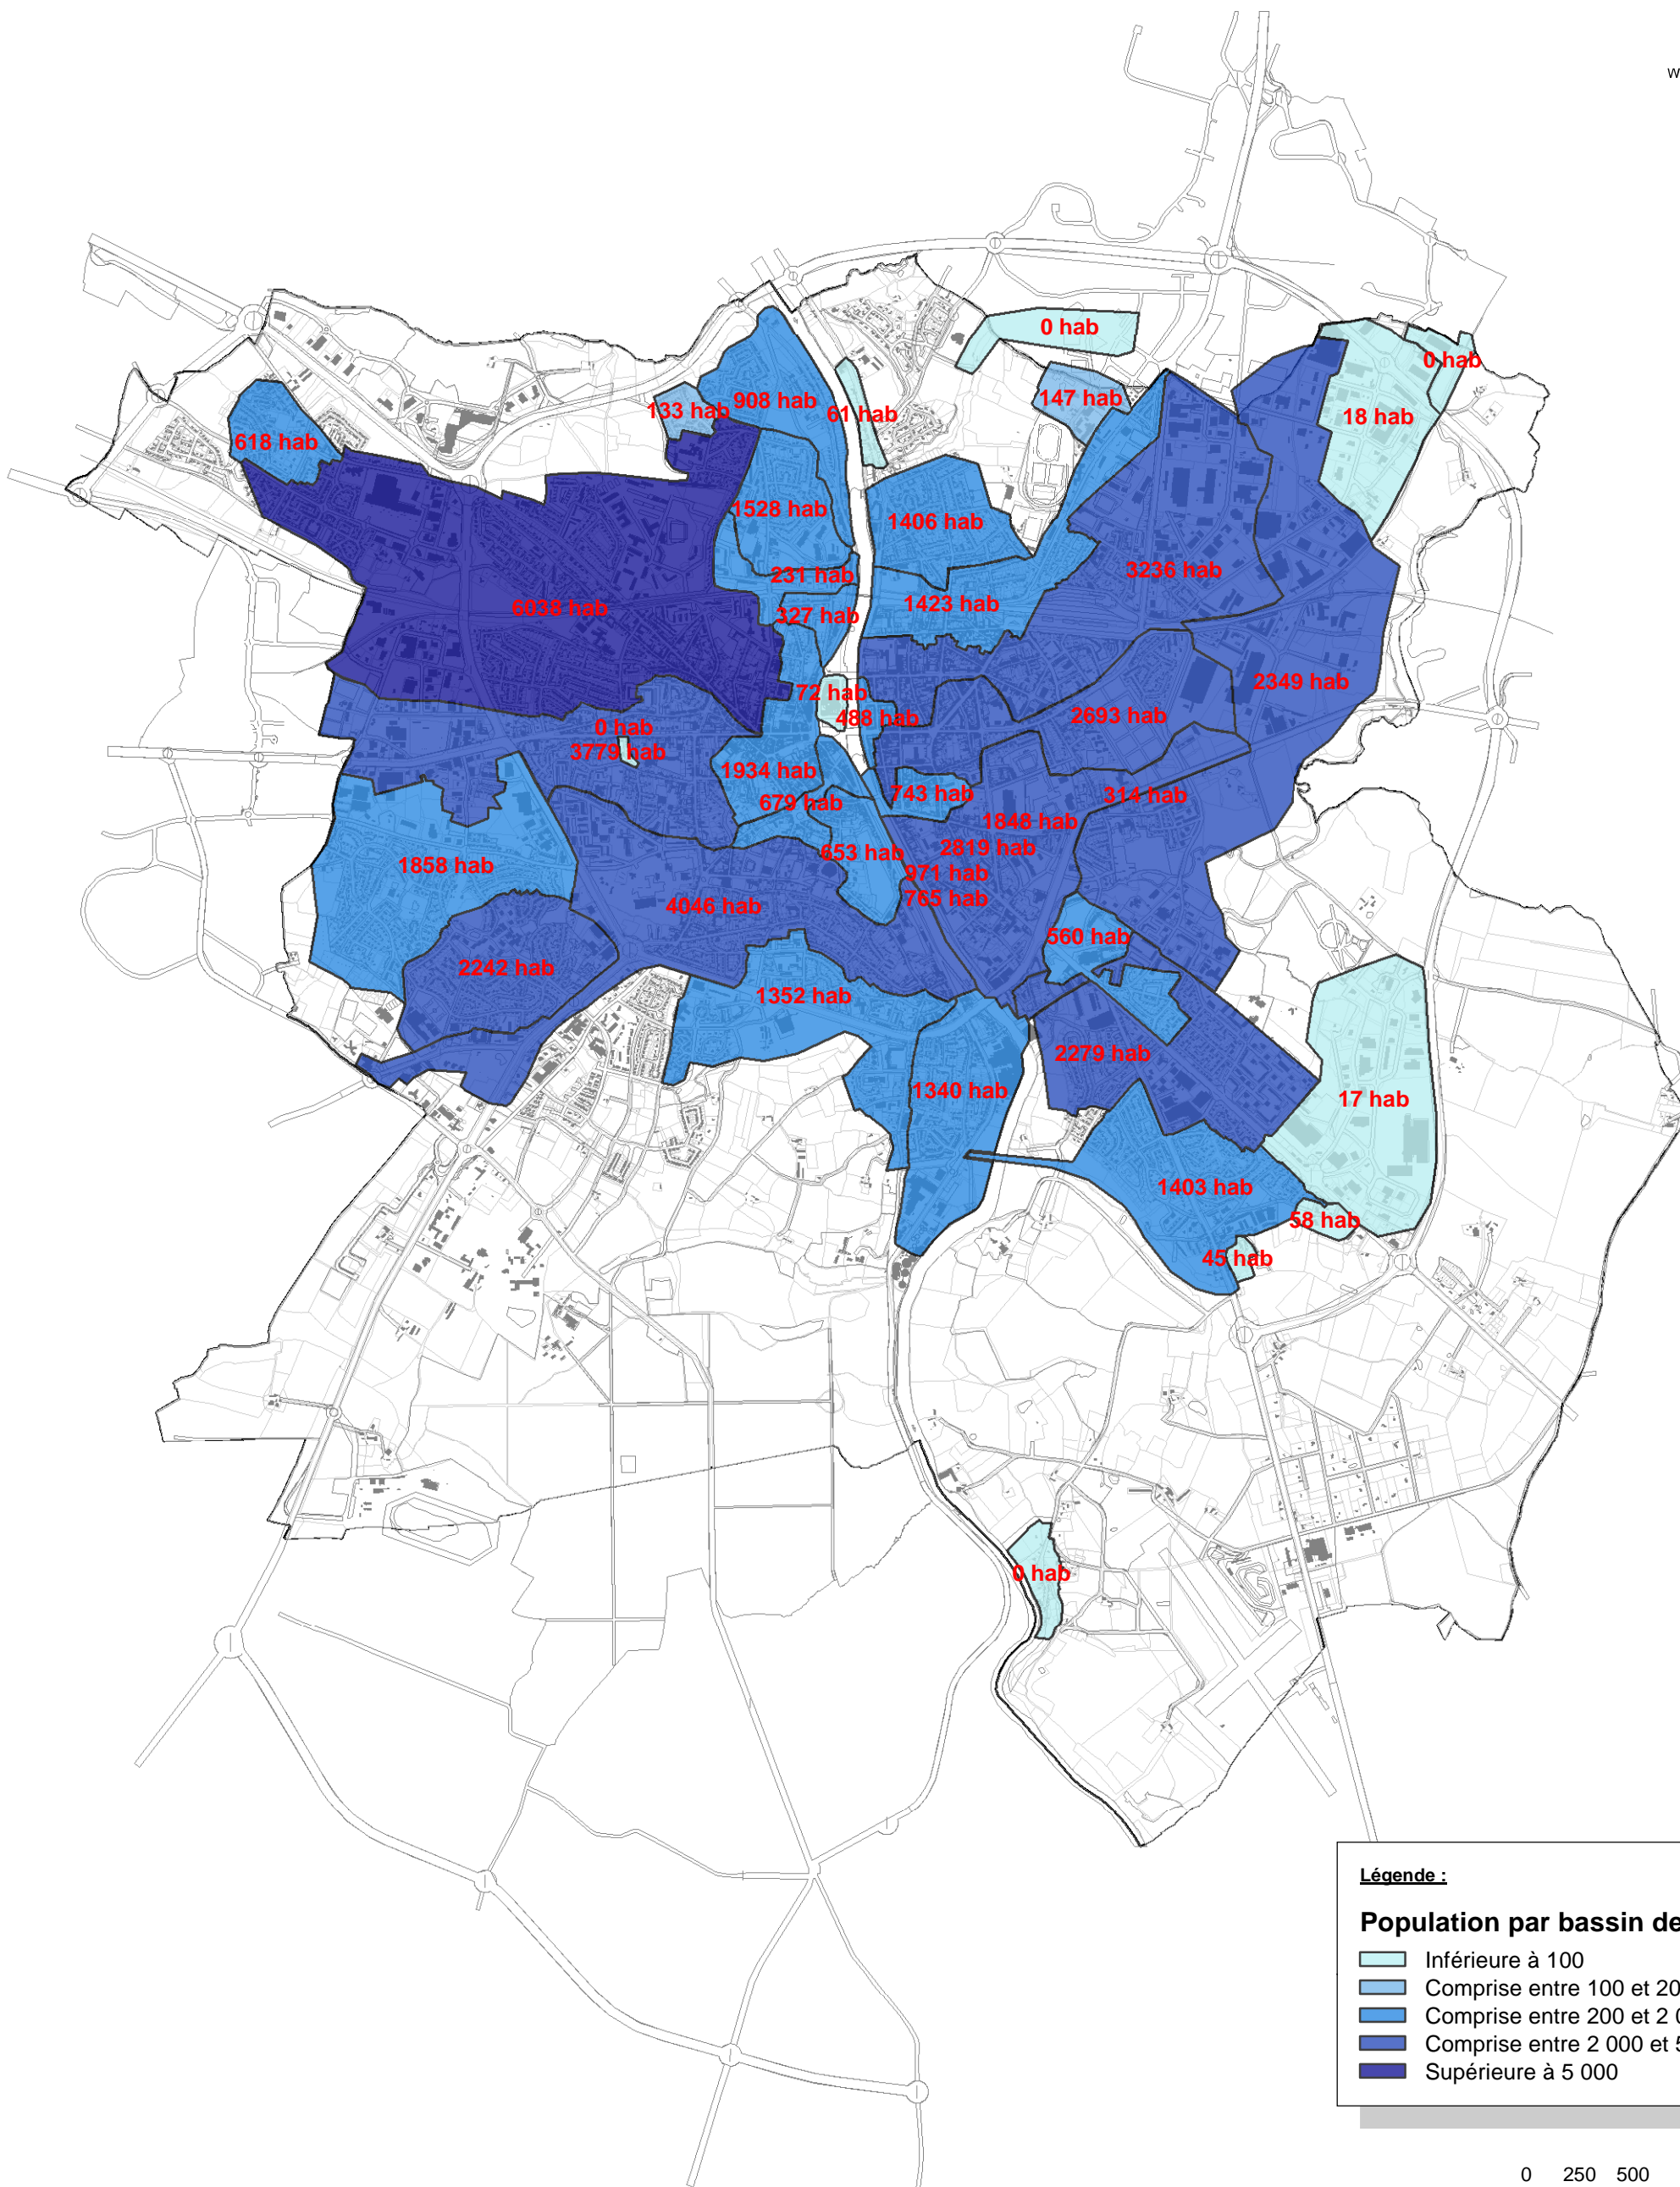 w
0 hab
0 hab
908 hab
147 hab
133 hab
61 hab
18 hab
618 hab
1528 hab
1406 hab
3236 hab
231 hab
1423 hab
6038 hab
327 hab
2349 hab
72 hab
488 hab
2693 hab
0 hab
3779 hab
1934 hab
743 hab
314 hab
679 hab
1848 hab
2819 hab
653 hab
1858 hab
971 hab
765 hab
4046 hab
560 hab
2242 hab
1352 hab
2279 hab
1340 hab
17 hab
1403 hab
58 hab
45 hab
0 hab
Légende :
Population par bassin de
Inférieure à 100
Comprise entre 100 et 20
Comprise entre 200 et 2 0
Comprise entre 2 000 et 5
Supérieure à 5 000
0 250 500